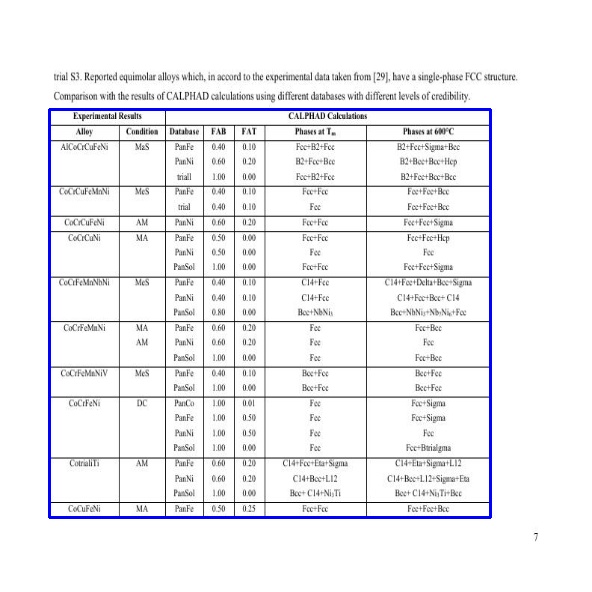 trial S3. Reported equimolar alloys which, in accord to the experimental data taken from [29], have a single-phase FCC structure.
Comparison with the results of CALPHAD calculations using different databases with different levels of credibility.
Experimental Results CALPHAD Calculations
Alloy Condition Database FAB FAT Phases at Tm Phases at 600°C
AlCoCrCuFeNi MaS PanFe 0.40 0.10 Fcc+B2+Fcc B2+Fcc+Sigma+Bcc
PanNi 0.60 0.20 B2+Fcc+Bcc B2+Bcc+Bcc+Hcp
triall 1.00 0.00 Fcc+B2+Fcc B2+Fcc+Bcc+Bcc
CoCrCuFeMnNi MeS PanFe 0.40 0.10 Fcc+Fcc Fcc+Fcc+Bcc
trial 0.40 0.10 Fcc Fcc+Fcc+Bcc
CoCrCuFeNi AM PanNi 0.60 0.20 Fcc+Fcc Fcc+Fcc+Sigma
CoCrCuNi MA PanFe 0.50 0.00 Fcc+Fcc Fcc+Fcc+Hcp
PanNi 0.50 0.00 Fcc Fcc
PanSol 1.00 0.00 Fcc+Fcc Fcc+Fcc+Sigma
CoCrFeMnNbNi MeS PanFe 0.40 0.10 C14+Fcc C14+Fcc+Delta+Bcc+Sigma
PanNi 0.40 0.10 C14+Fcc C14+Fcc+Bcc+ C14
PanSol 0.80 0.00 Bcc+NbNi3 Bcc+NbNi3+Nb7Ni6+Fcc
CoCrFeMnNi MA PanFe 0.60 0.20 Fcc Fcc+Bcc
AM PanNi 0.60 0.20 Fcc Fcc
PanSol 1.00 0.00 Fcc Fcc+Bcc
CoCrFeMnNiV MeS PanFe 0.40 0.10 Bcc+Fcc Bcc+Fcc
PanSol 1.00 0.00 Bcc+Fcc Bcc+Fcc
CoCrFeNi DC PanCo 1.00 0.01 Fcc Fcc+Sigma
PanFe 1.00 0.50 Fcc Fcc+Sigma
PanNi 1.00 0.50 Fcc Fcc
PanSol 1.00 0.00 Fcc Fcc+Btrialgma
CotrialiTi AM PanFe 0.60 0.20 C14+Fcc+Eta+Sigma C14+Eta+Sigma+L12
PanNi 0.60 0.20 C14+Bcc+L12 C14+Bcc+L12+Sigma+Eta
PanSol 1.00 0.00 Bcc+ C14+Ni3Ti Bcc+ C14+Ni3Ti+Bcc
CoCuFeNi MA PanFe 0.50 0.25 Fcc+Fcc Fcc+Fcc+Bcc
7